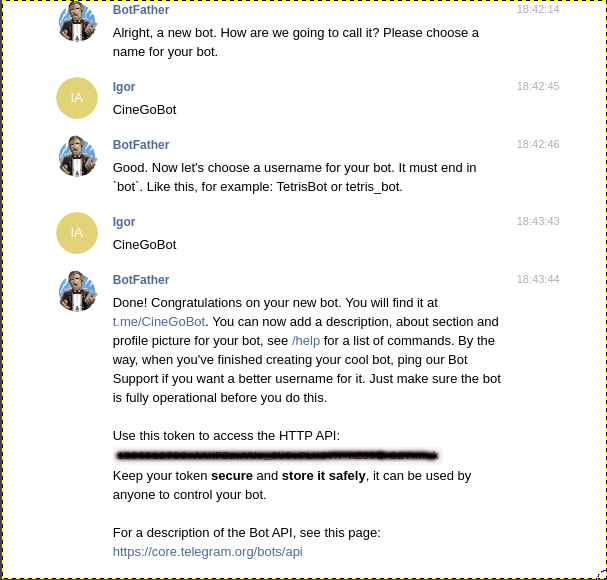 BotFather 18:42:14
Alright, a new bot. How are we going to call it? Please choose a
name for your bot.
IA Igor 18:42:45
CineGoBot
BotFather 18:42:46
Good. Now let's choose a username for your bot. It must end in
`bot`. Like this, for example: TetrisBot or tetris_bot.
IA Igor 18:43:43
CineGoBot
BotFather 18:43:44
Done! Congratulations on your new bot. You will find it at
t.me/CineGoBot. You can now add a description, about section and
profile picture for your bot, see /help for a list of commands. By the
way, when you've finished creating your cool bot, ping our Bot
Support if you want a better username for it. Just make sure the bot
is fully operational before you do this.
Use this token to access the HTTP API:
Keep your token secure and store it safely, it can be used by
anyone to control your bot.
For a description of the Bot API, see this page:
https://core.telegram.org/bots/api